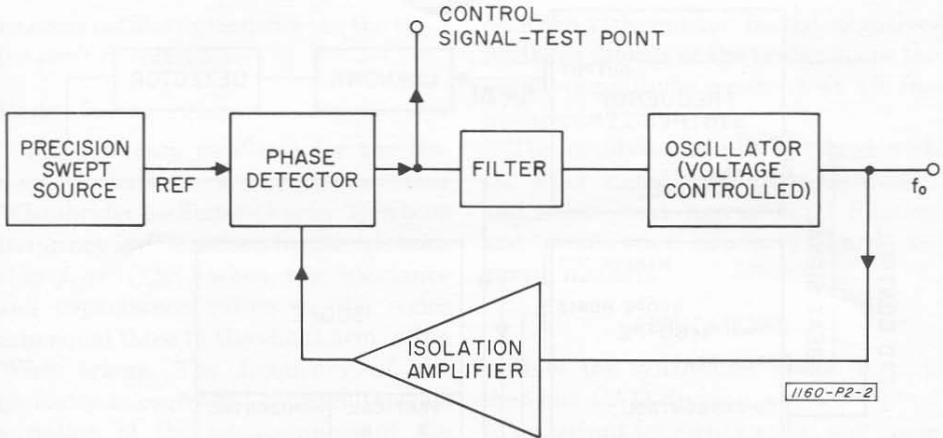 CONTROL
SIGNAL-TEST POINT
PRECISION
SWEPT
SOURCE
REF
PHASE
DETECTOR
FILTER
OSCILLATOR
(VOLTAGE
CONTROLLED)
fo
ISOLATION
AMPLIFIER
1160-P2-2